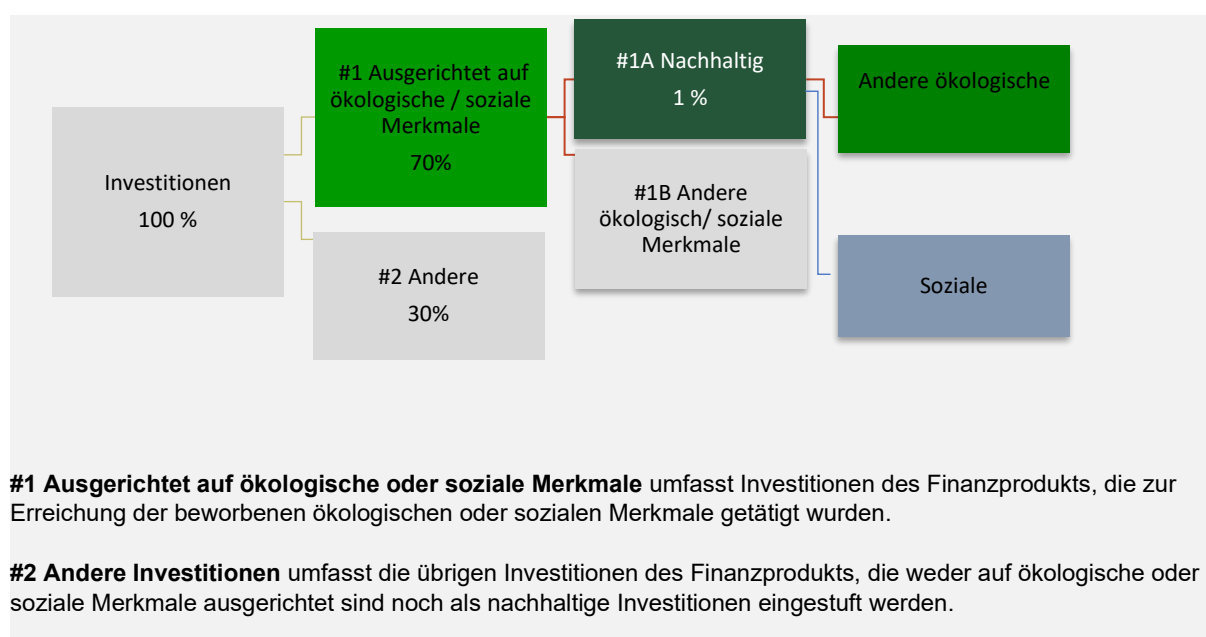 Investitionen
100 %
#1 Ausgerichtet auf
ökologische / soziale
Merkmale
70%
#2 Andere
30%
#1A Nachhaltig
1 %
#1B Andere
ökologisch/ soziale
Merkmale
Andere ökologische
Soziale
#1 Ausgerichtet auf ökologische oder soziale Merkmale umfasst Investitionen des Finanzprodukts, die zur
Erreichung der beworbenen ökologischen oder sozialen Merkmale getätigt wurden.
#2 Andere Investitionen umfasst die übrigen Investitionen des Finanzprodukts, die weder auf ökologische oder
soziale Merkmale ausgerichtet sind noch als nachhaltige Investitionen eingestuft werden.